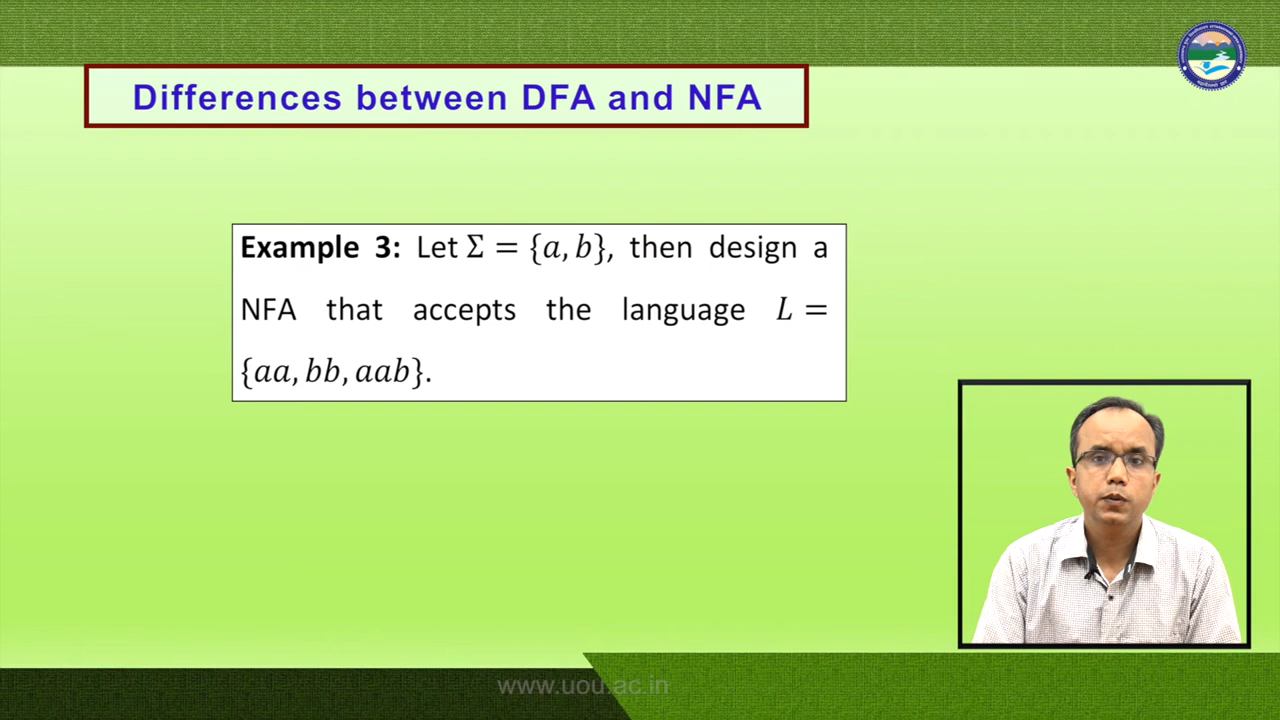 Differences between DFA and NFA
Example 3: Let Σ = {a, b}, then design a
NFA that accepts the language L =
{aa, bb, aab}.
www.uou.ac.in